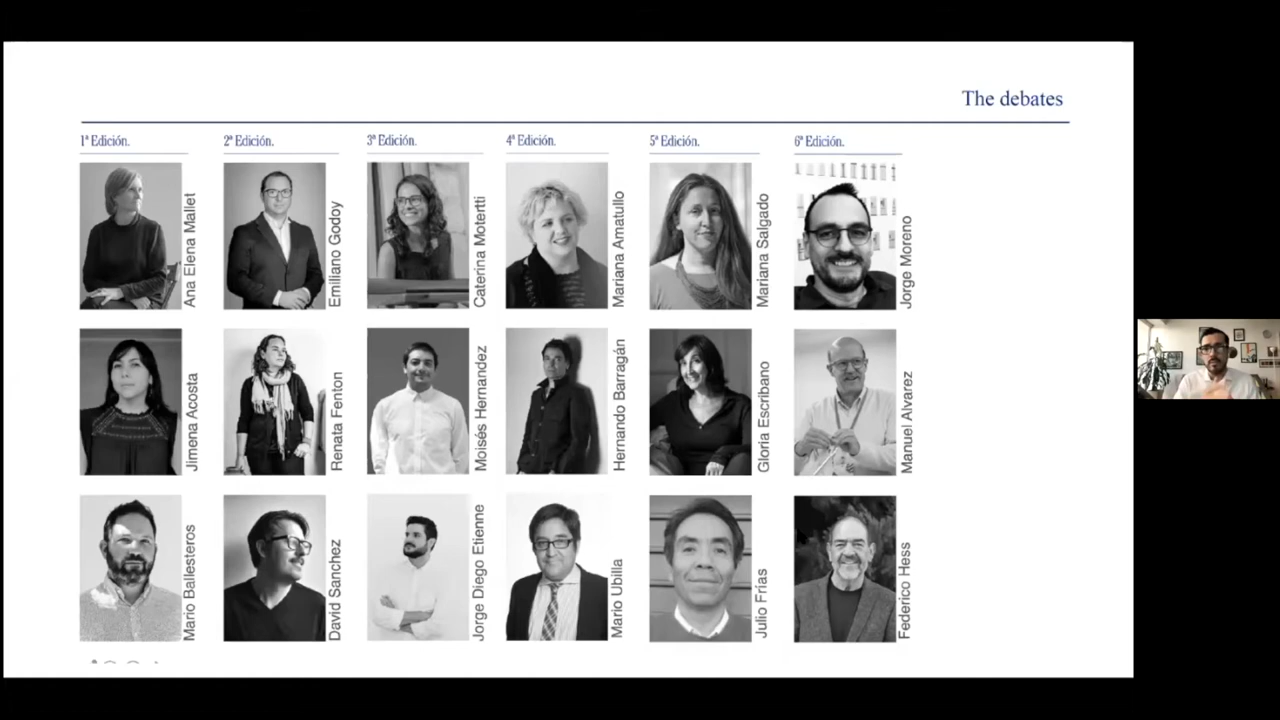 The debates
1ª Edición.
2ª Edición.
3ª Edición.
4ª Edición.
5ª Edición.
6ª Edición.
Ana Elena Mallet
Emiliano Godoy
Caterina Motertti
Mariana Amatullo
Mariana Salgado
Jorge Moreno
Jimena Acosta
Renata Fenton
Moisés Hernandez
Hernando Barragán
Gloria Escribano
Manuel Alvarez
Mario Ballesteros
David Sanchez
Jorge Diego Etienne
Mario Ubilla
Julio Frías
Federico Hess